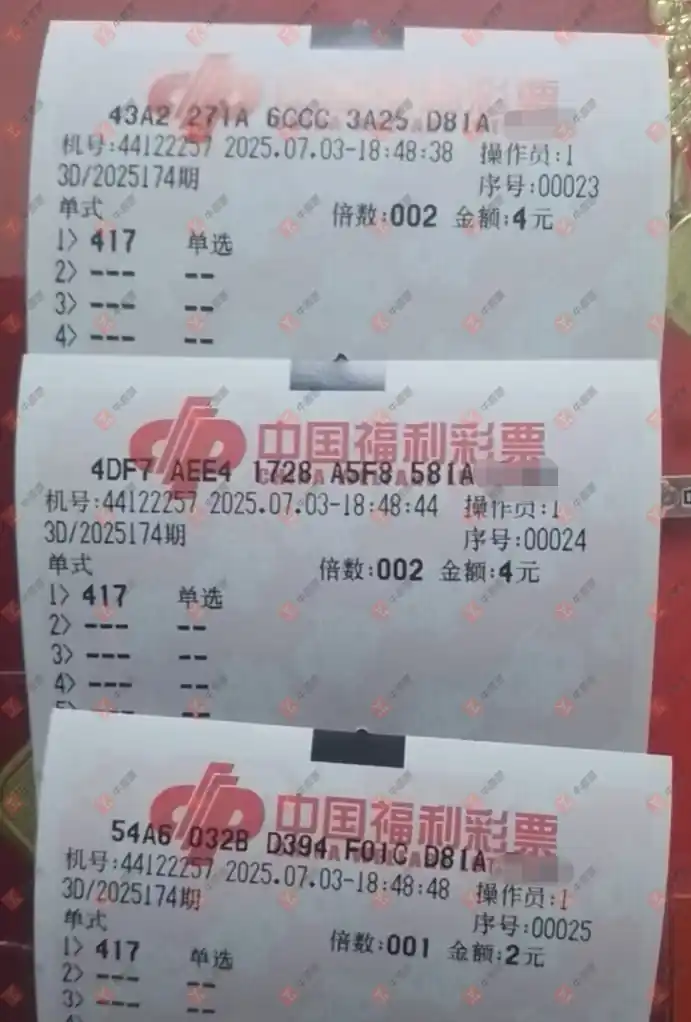 43A2 271A 6CCC 3A25 D81A
机号:44122257 2025.07.03-18:48:38 操作员:1
3D/2025174期 序号:00023
单式 倍数:002 金额:4元
1> 417 单选
2> --- --
3> --- --
4> --- --
中国福利彩票
4DF7 AEE4 1728 A5F8 581A
机号:44122257 2025.07.03-18:48:44 操作员:1
3D/2025174期 序号:00024
单式 倍数:002 金额:4元
1> 417 单选
2> --- --
3> --- --
4> --- --
5> --- --
中国福利彩票
54A6 032B D394 F01C D81A
机号:44122257 2025.07.03-18:48:48 操作员:1
3D/2025174期 序号:00025
单式 倍数:001 金额:2元
1> 417 单选
2> --- --
3> --- --